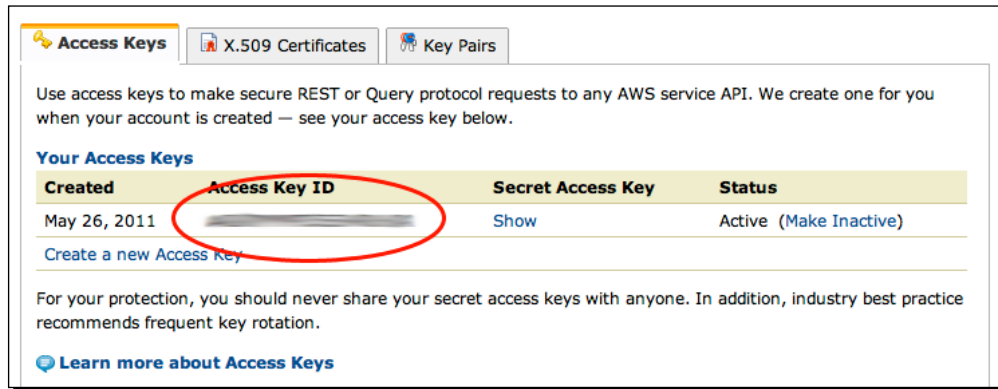 Access Keys
X.509 Certificates
Key Pairs
Use access keys to make secure REST or Query protocol requests to any AWS service API. We create one for you
when your account is created — see your access key below.
Your Access Keys
Created Access Key ID Secret Access Key Status
May 26, 2011 Show Active (Make Inactive)
Create a new Access Key
For your protection, you should never share your secret access keys with anyone. In addition, industry best practice
recommends frequent key rotation.
Learn more about Access Keys